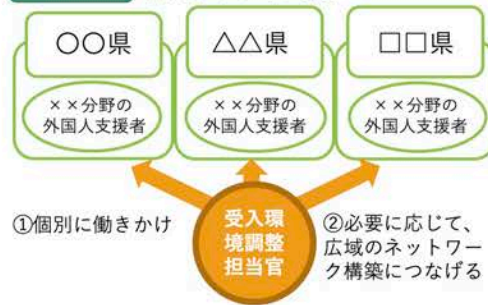 ○○県
△△県
□□県
××分野の
外国人支援者
××分野の
外国人支援者
××分野の
外国人支援者
①個別に働きかけ
受入環
境調整
担当官
②必要に応じて、
広域のネットワー
ク構築につなげる